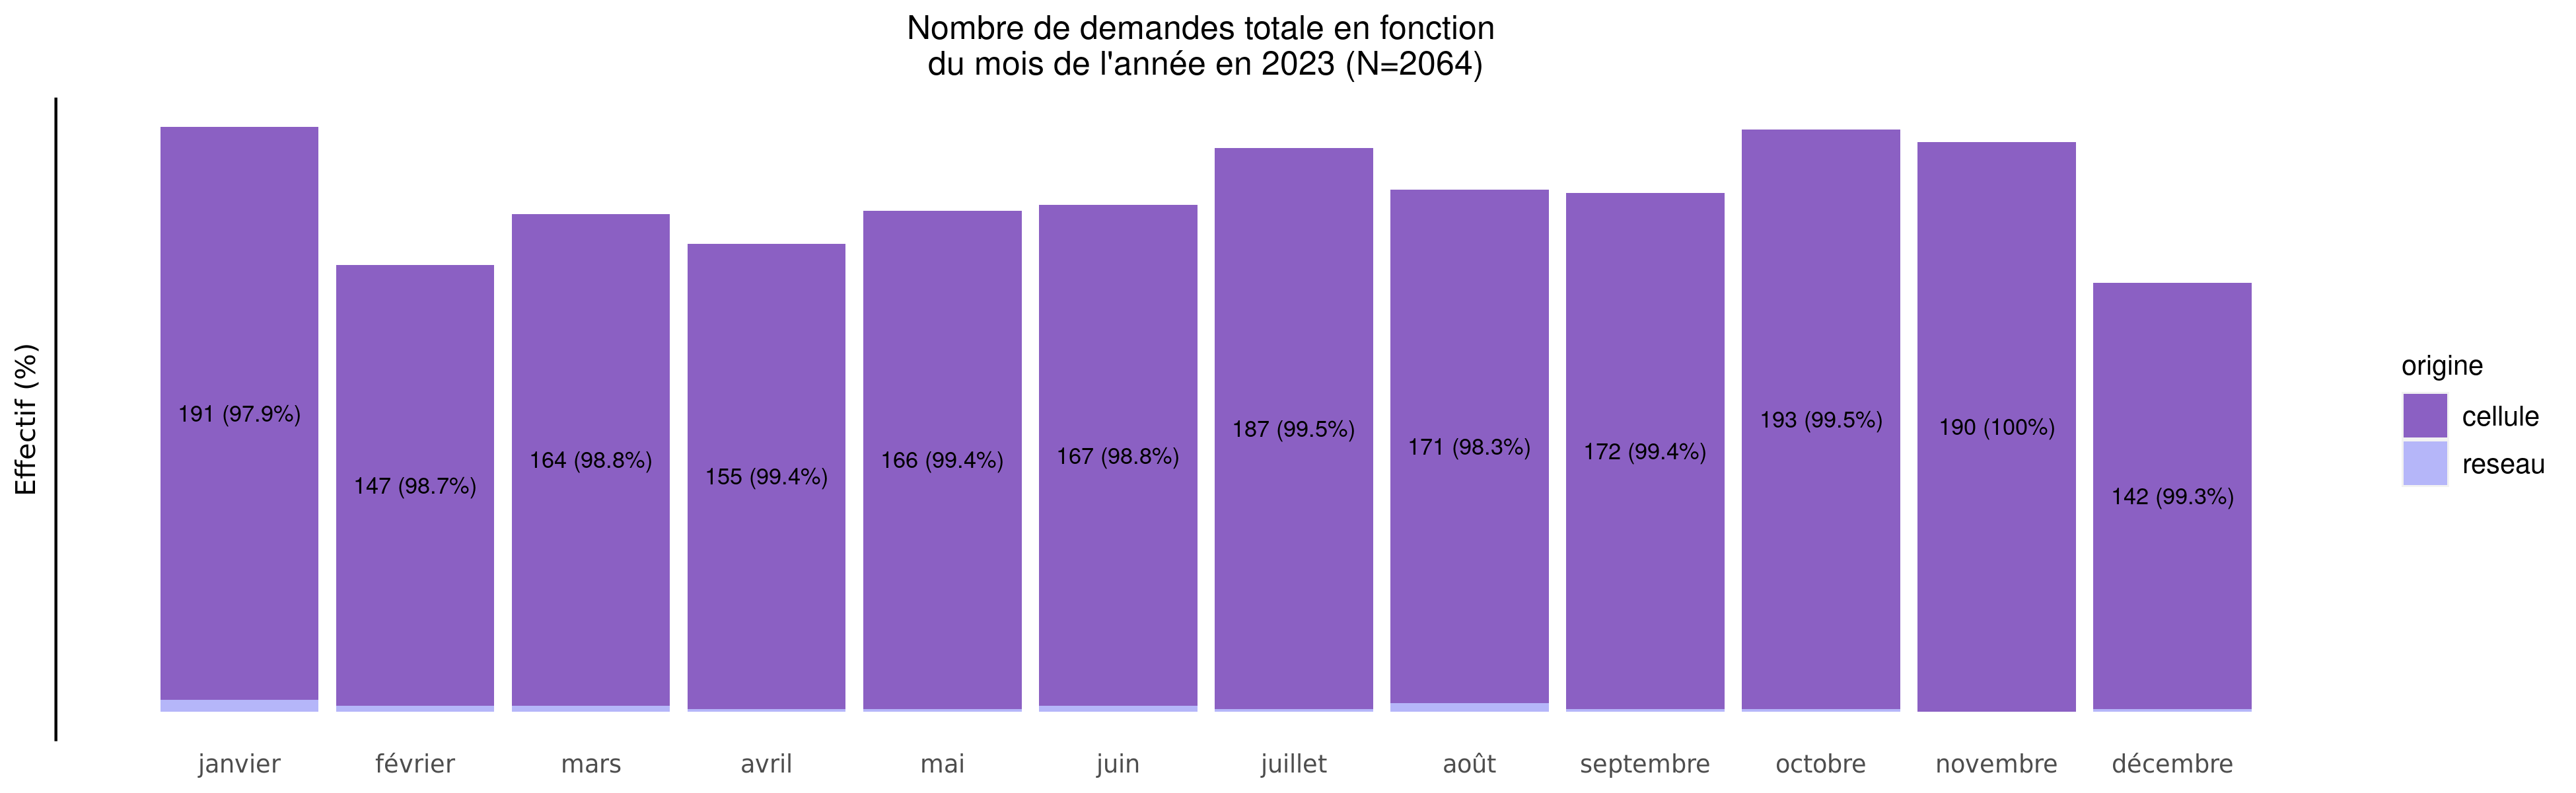 Nombre de demandes totale en fonction
du mois de l'année en 2023 (N=2064)
Effectif (%)
191 (97.9%)
147 (98.7%)
164 (98.8%)
155 (99.4%)
166 (99.4%)
167 (98.8%)
187 (99.5%)
171 (98.3%)
172 (99.4%)
193 (99.5%)
190 (100%)
142 (99.3%)
origine
cellule
reseau
janvier
février
mars
avril
mai
juin
juillet
août
septembre
octobre
novembre
décembre